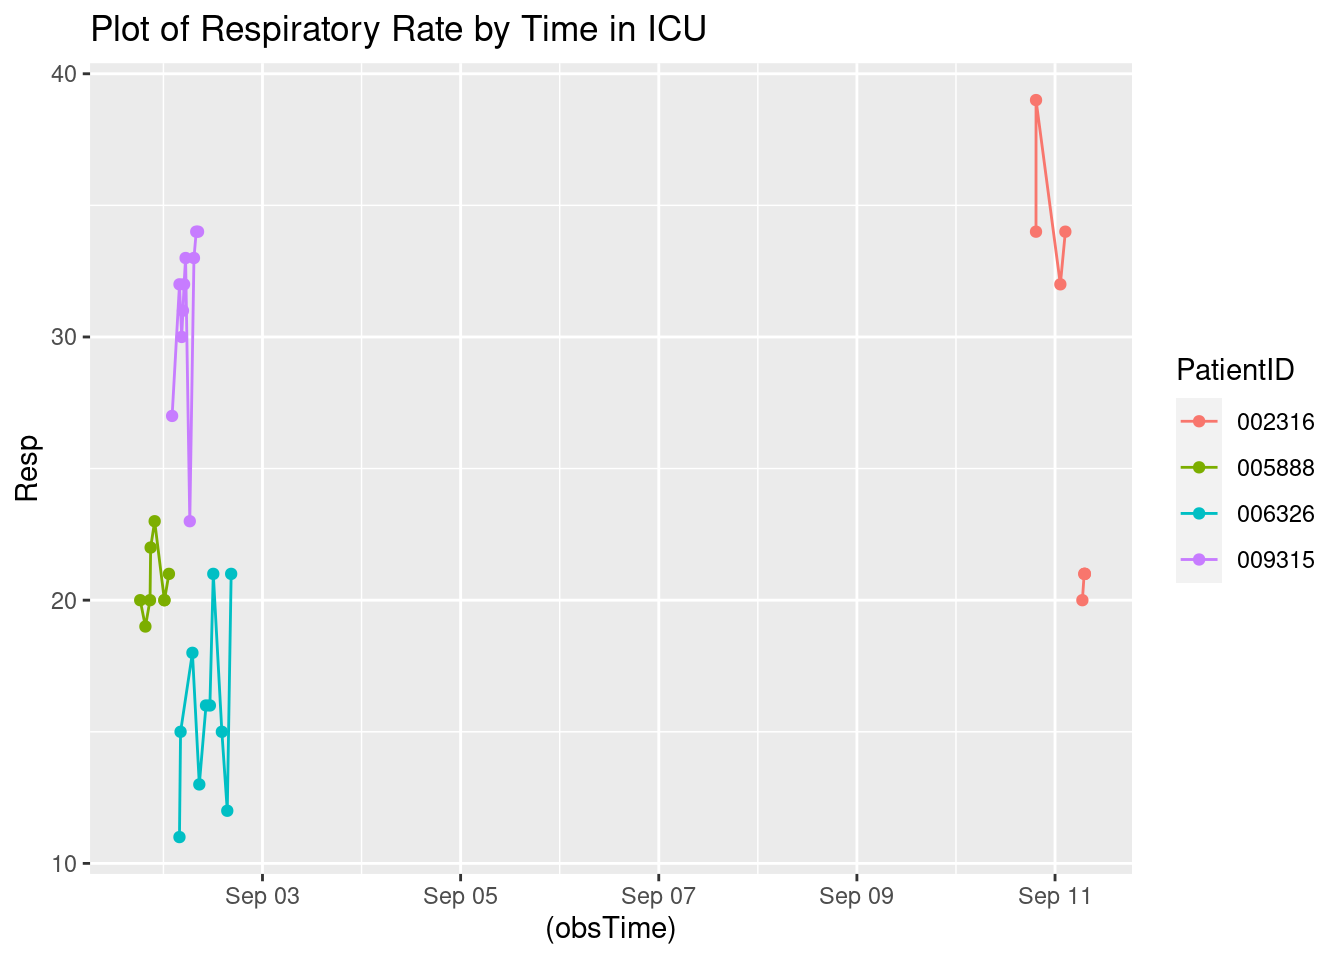 Plot of Respiratory Rate by Time in ICU
40
30
20
10
Resp
Sep 03
Sep 05
Sep 07
Sep 09
Sep 11
(obsTime)
PatientID
002316
005888
006326
009315